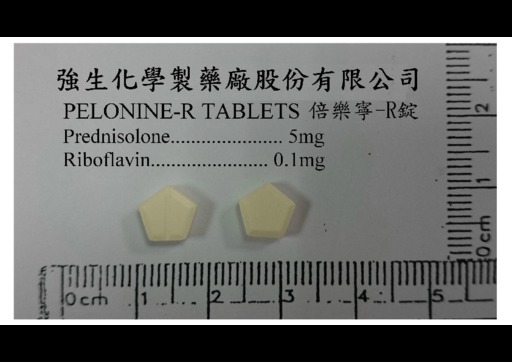 強生化學製藥廠股份有限公司
PELONINE-R TABLETS 倍樂寧-R錠
Prednisolone...................... 5mg
Riboflavin....................... 0.1mg
2
1
0cm
0cm 1 2 3 4 5